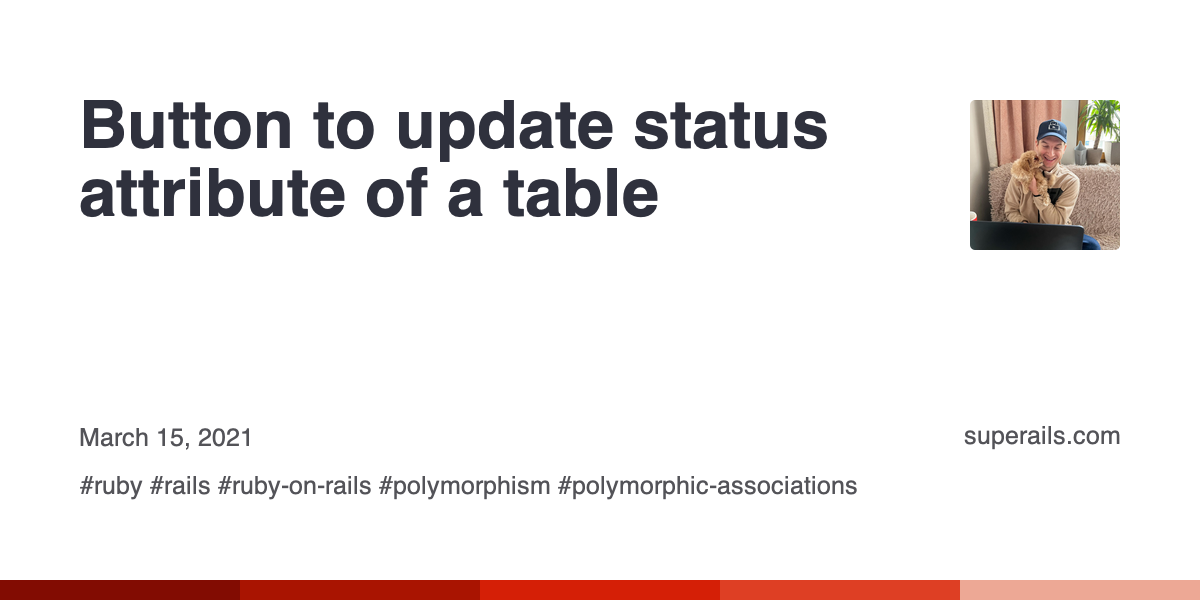 Button to update status
attribute of a table
March 15, 2021
superails.com
#ruby #rails #ruby-on-rails #polymorphism #polymorphic-associations